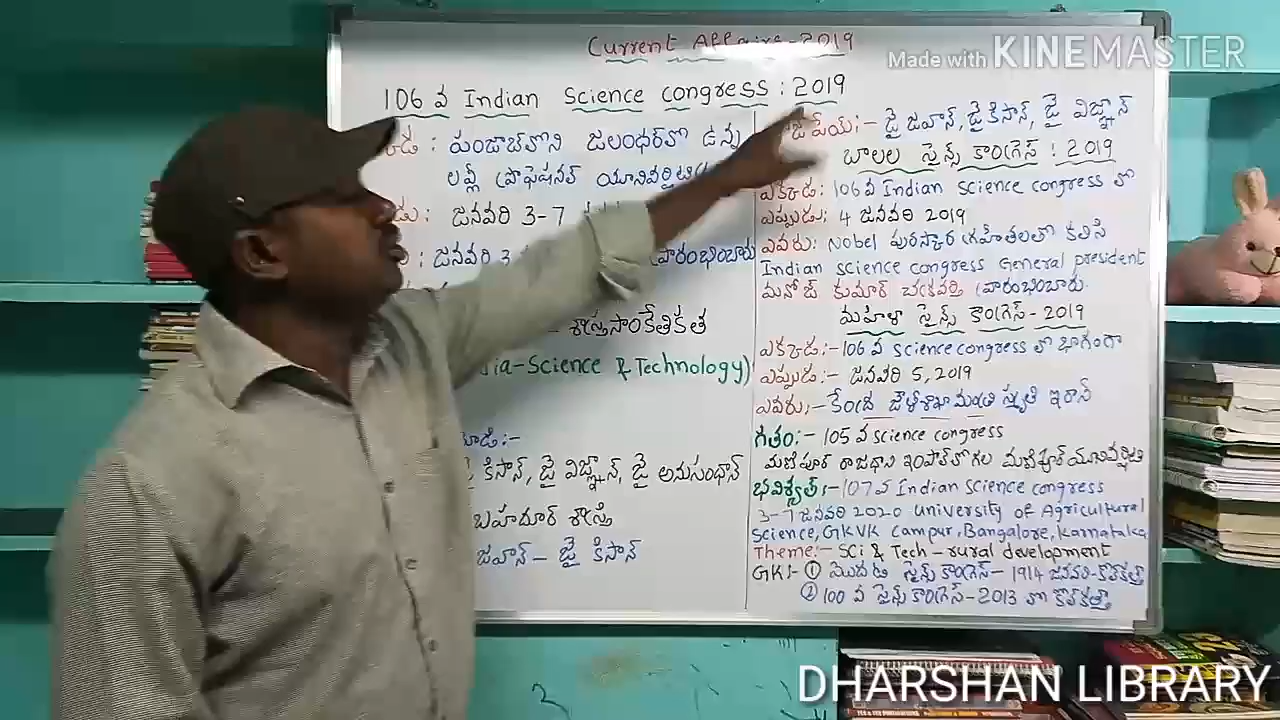 Current Affairs-2019
Made with KINEMASTER
106 వ Indian Science Congress : 2019
పంజాబ్‌లోని జలంధర్‌లో ఉన్న
లవ్లీ ప్రొఫెషనల్ యూనివర్శిటీ
జనవరి 3-7
: జనవరి 3 ప్రారంభించారు
- శాస్త్రసాంకేతికత
Science & Technology)
కిసాన్, జై విజ్ఞాన్, జై అనుసంధాన్
బహదూర్ శాస్త్రి
జవాన్ - జై కిసాన్
:- జై జవాన్, జై కిసాన్, జై విజ్ఞాన్
బాలల సైన్స్ కాంగ్రెస్ : 2019
ఎక్కడ: 106 వ Indian Science congress లో
ఎప్పుడు: 4 జనవరి 2019
ఎవరు: Nobel పురస్కార గ్రహీతలతో కలిసి
Indian science congress General president
మనోజ్ కుమార్ చక్రవర్తి ప్రారంభించారు.
మహిళా సైన్స్ కాంగ్రెస్ - 2019
ఎక్కడ:- 106 వ science congress లో భాగంగా
ఎప్పుడు:- జనవరి 5, 2019
ఎవరు:- కేంద్ర జౌళిశాఖామంత్రి స్మృతి ఇరానీ
గతం:- 105 వ science congress
మణిపూర్ రాజధాని ఇంఫాల్‌లోగల మణిపూర్ యూనివర్శిటి
భవిష్యత్:- 107 వ Indian science congress
3-7 జనవరి 2020 University of Agricultural
Science, GKVK Campur, Bangalore, Karnataka
Theme:- Sci & Tech - rural development
GK:- ① మొదటి సైన్స్ కాంగ్రెస్ - 1914 జనవరి - కోల్‌కత్తా
② 100 వ సైన్స్ కాంగ్రెస్ - 2013 కోల్‌కత్తా
DHARSHAN LIBRARY